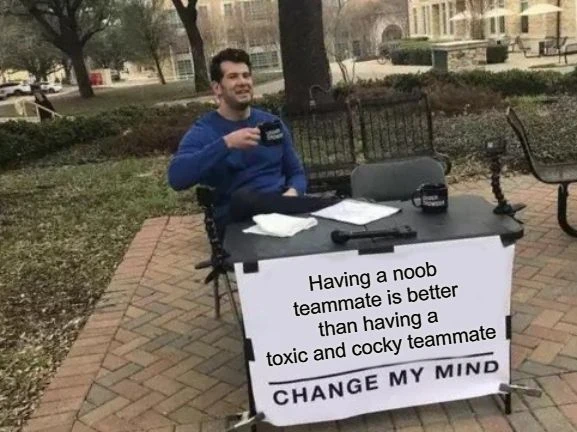 Having a noob
teammate is better
than having a
toxic and cocky teammate
CHANGE MY MIND